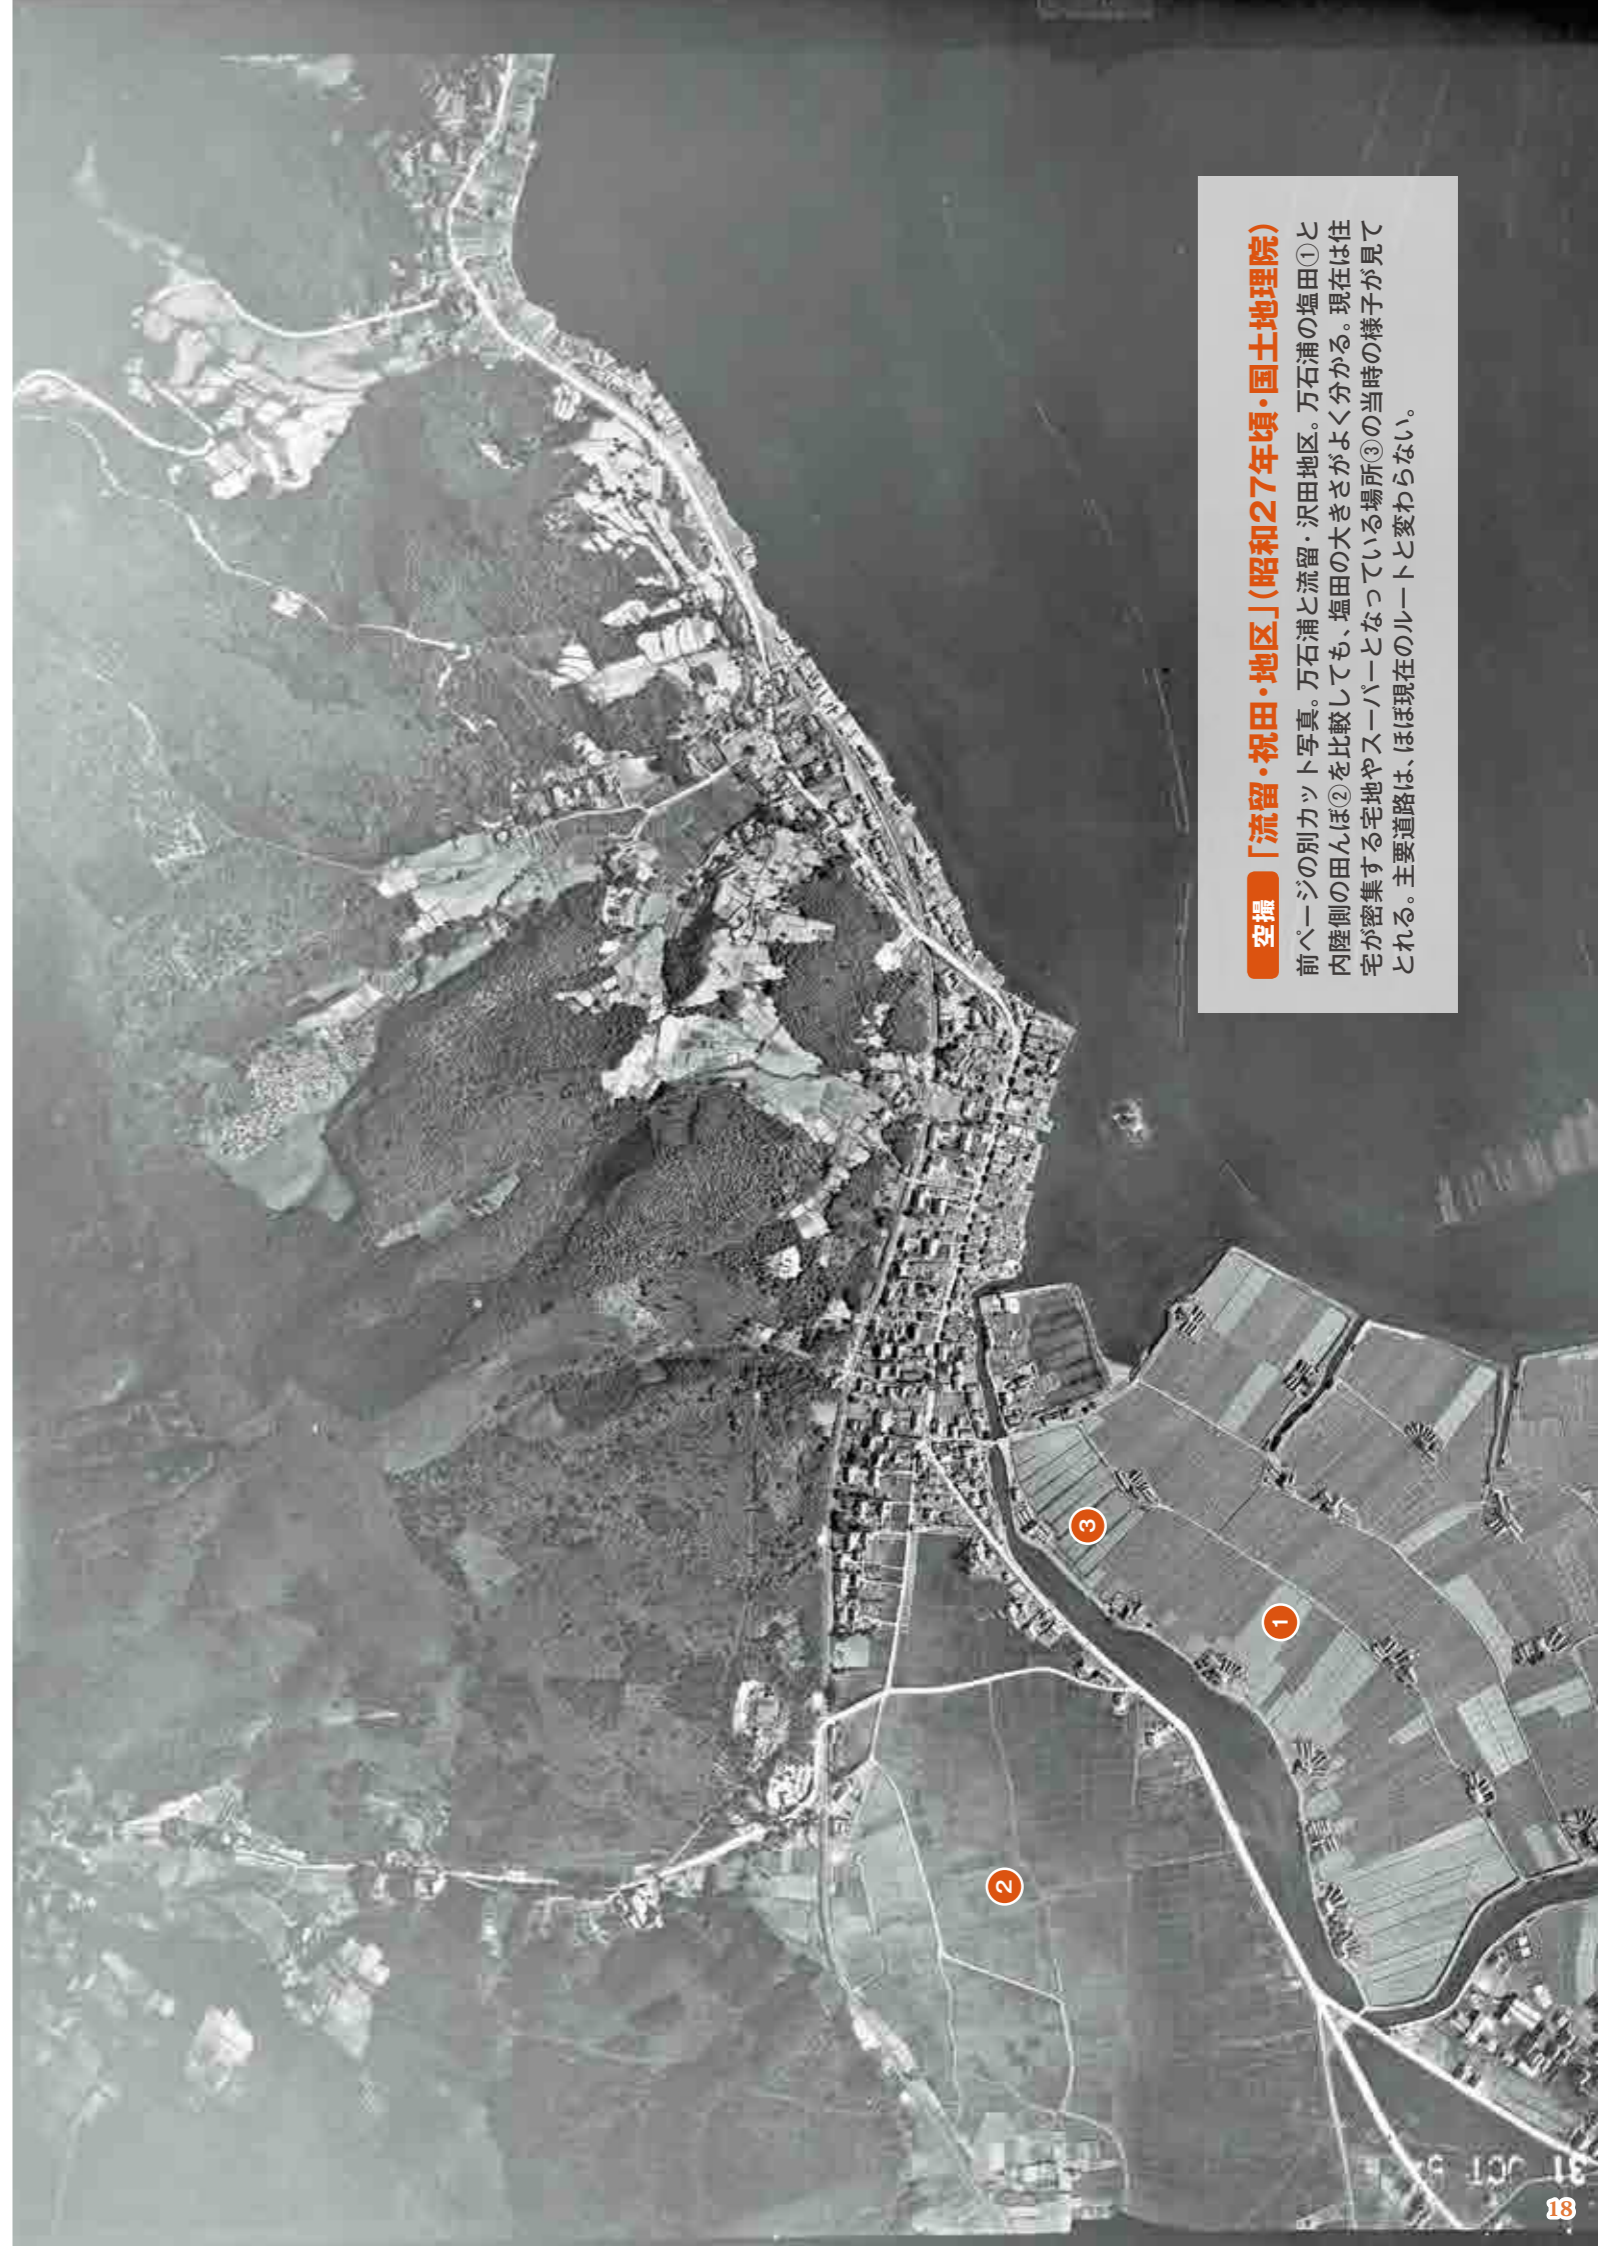 空撮 「流留・祝田・地区」(昭和27年頃・国土地理院)
前ページの別カット写真。万石浦と流留・沢田地区。万石浦の塩田①と
内陸側の田んぼ②を比較しても、塩田の大きさがよく分かる。現在は住
宅が密集する宅地やスーパーとなっている場所③の当時の様子が見て
とれる。主要道路は、ほぼ現在のルートと変わらない。
3
1
2
18